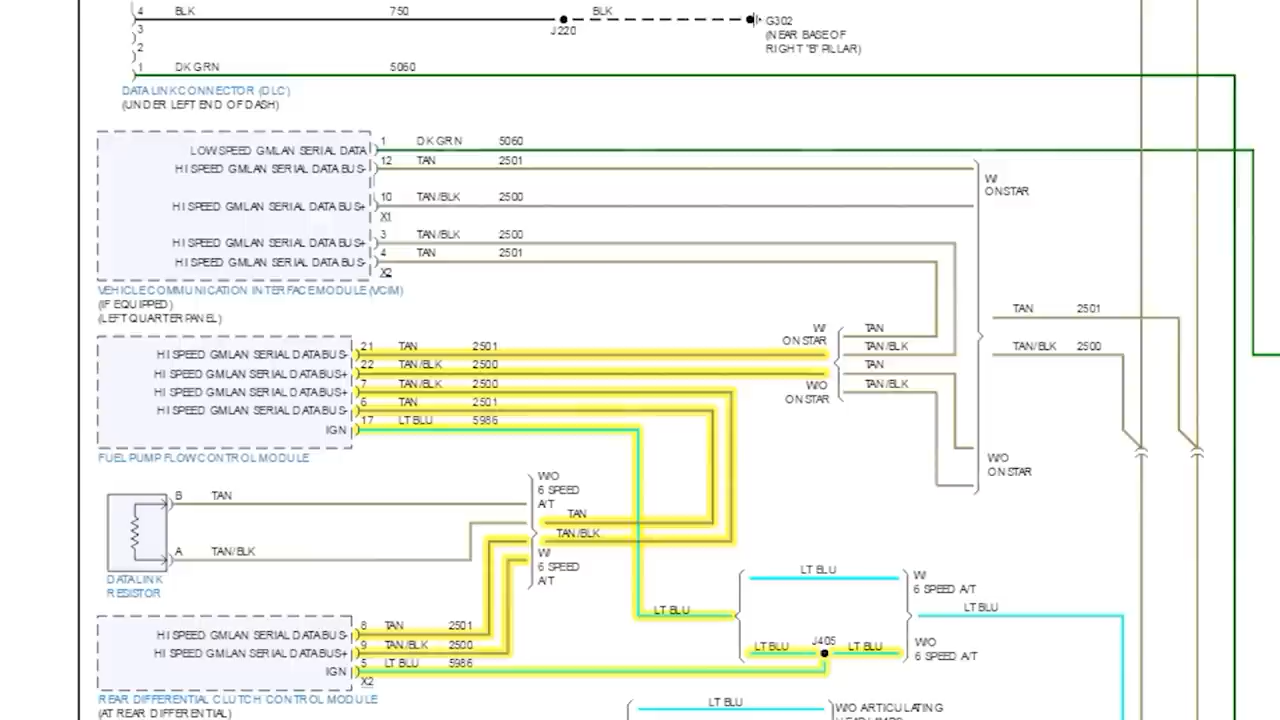 4 BLK 750 BLK
J220
G302
(NEAR BASE OF
RIGHT "B" PILLAR)
3
2
1 DK GRN 5060
DATA LINK CONNECTOR (DLC)
(UNDER LEFT END OF DASH)
LOW SPEED GMLAN SERIAL DATA 1 DK GRN 5060
HI SPEED GMLAN SERIAL DATA BUS- 12 TAN 2501
HI SPEED GMLAN SERIAL DATA BUS+ 10 TAN/BLK 2500
X1
HI SPEED GMLAN SERIAL DATA BUS+ 3 TAN/BLK 2500
HI SPEED GMLAN SERIAL DATA BUS- 4 TAN 2501
X2
VEHICLE COMMUNICATION INTERFACE MODULE (VCIM)
(IF EQUIPPED)
(LEFT QUARTER PANEL)
W/
ONSTAR
TAN 2501
TAN/BLK 2500
W/
ONSTAR
TAN
TAN/BLK
W/O
ONSTAR
TAN
TAN/BLK
W/O
ONSTAR
HI SPEED GMLAN SERIAL DATA BUS- 21 TAN 2501
HI SPEED GMLAN SERIAL DATA BUS+ 22 TAN/BLK 2500
HI SPEED GMLAN SERIAL DATA BUS+ 7 TAN/BLK 2500
HI SPEED GMLAN SERIAL DATA BUS- 6 TAN 2501
IGN 17 LT BLU 5986
FUEL PUMP FLOW CONTROL MODULE
B TAN
A TAN/BLK
DATA LINK
RESISTOR
W/O
6 SPEED
A/T
TAN
TAN/BLK
W/
6 SPEED
A/T
LT BLU
LT BLU
W/
6 SPEED A/T
LT BLU
LT BLU J405 LT BLU
W/O
6 SPEED A/T
HI SPEED GMLAN SERIAL DATA BUS- 8 TAN 2501
HI SPEED GMLAN SERIAL DATA BUS+ 9 TAN/BLK 2500
IGN 5 LT BLU 5986
X2
REAR DIFFERENTIAL CLUTCH CONTROL MODULE
(AT REAR DIFFERENTIAL)
LT BLU
W/O ARTICULATING